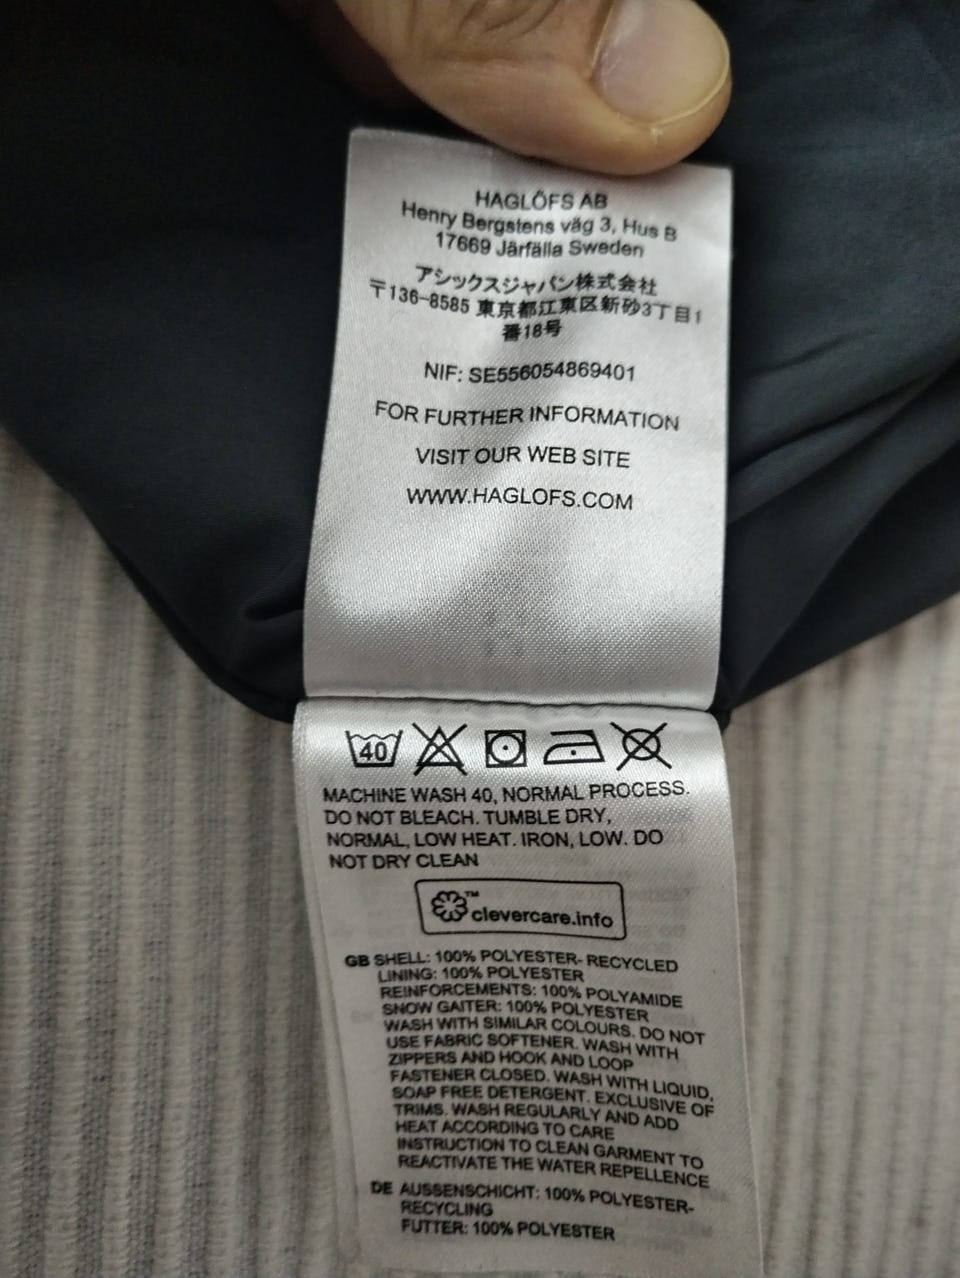 HAGLÖFS AB
Henry Bergstens väg 3, Hus B
17669 Järfälla Sweden
アシックスジャパン株式会社
〒136-8585 東京都江東区新砂3丁目1
番18号
NIF: SE556054869401
FOR FURTHER INFORMATION
VISIT OUR WEB SITE
WWW.HAGLOFS.COM
40
MACHINE WASH 40, NORMAL PROCESS.
DO NOT BLEACH. TUMBLE DRY,
NORMAL, LOW HEAT. IRON, LOW. DO
NOT DRY CLEAN
™ clevercare.info
GB SHELL: 100% POLYESTER- RECYCLED
LINING: 100% POLYESTER
REINFORCEMENTS: 100% POLYAMIDE
SNOW GAITER: 100% POLYESTER
WASH WITH SIMILAR COLOURS. DO NOT
USE FABRIC SOFTENER. WASH WITH
ZIPPERS AND HOOK AND LOOP
FASTENER CLOSED. WASH WITH LIQUID,
SOAP FREE DETERGENT. EXCLUSIVE OF
TRIMS. WASH REGULARLY AND ADD
HEAT ACCORDING TO CARE
INSTRUCTION TO CLEAN GARMENT TO
REACTIVATE THE WATER REPELLENCE
DE AUSSENSCHICHT: 100% POLYESTER-
RECYCLING
FUTTER: 100% POLYESTER